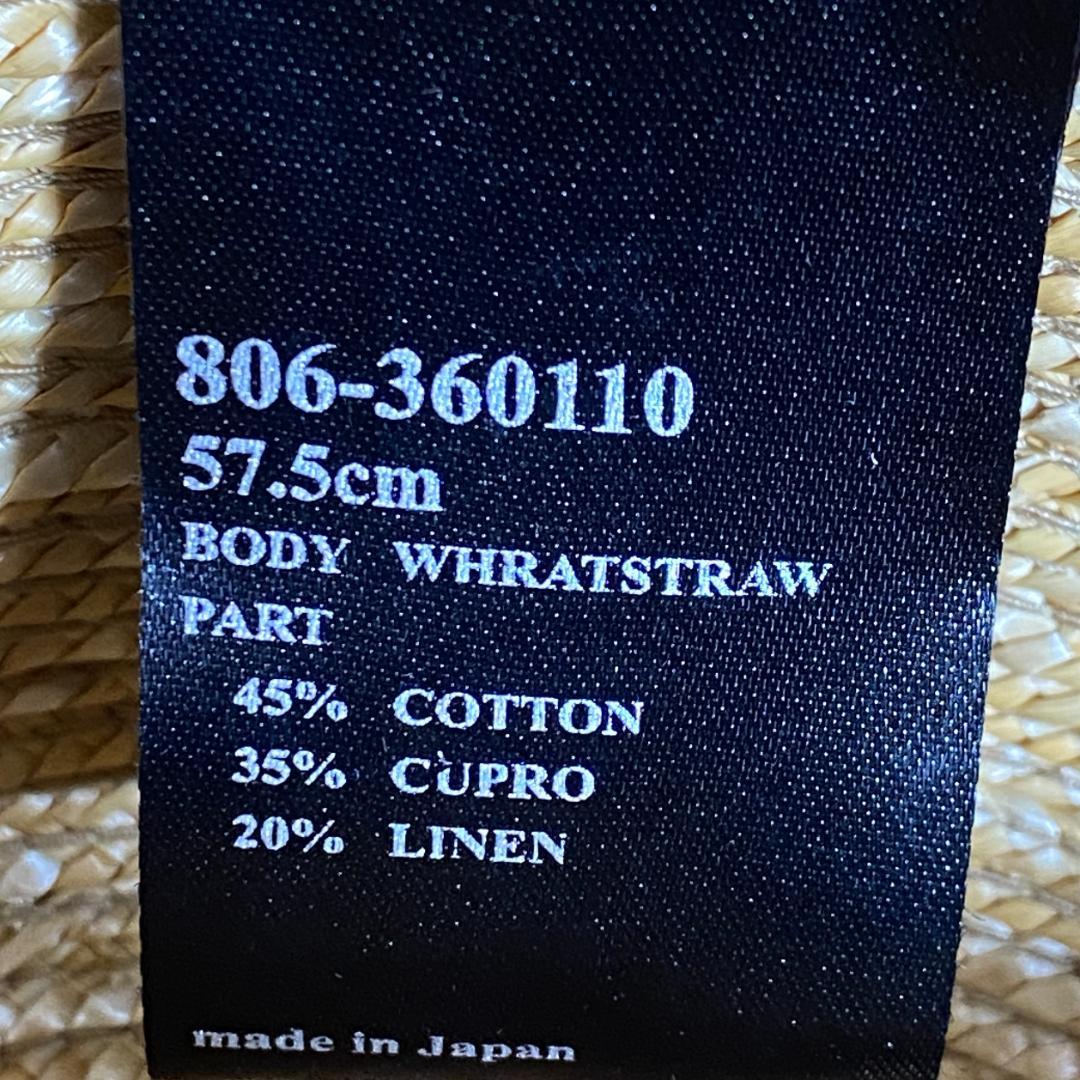 806-360110
57.5cm
BODY WHRATSTRAW
PART
45% COTTON
35% CUPRO
20% LINEN
made in Japan